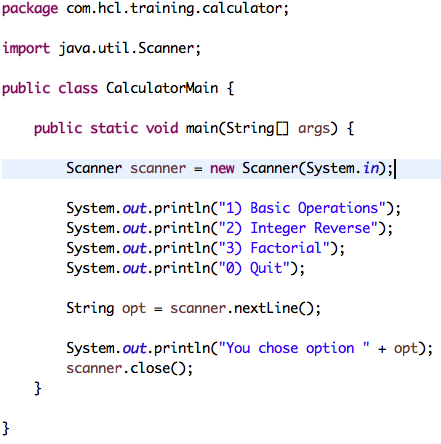 package com.hcl.training.calculator;
import java.util.Scanner;
public class CalculatorMain {
public static void main(String[] args) {
Scanner scanner = new Scanner(System.in);
System.out.println("1) Basic Operations");
System.out.println("2) Integer Reverse");
System.out.println("3) Factorial");
System.out.println("0) Quit");
String opt = scanner.nextLine();
System.out.println("You chose option " + opt);
scanner.close();
}
}